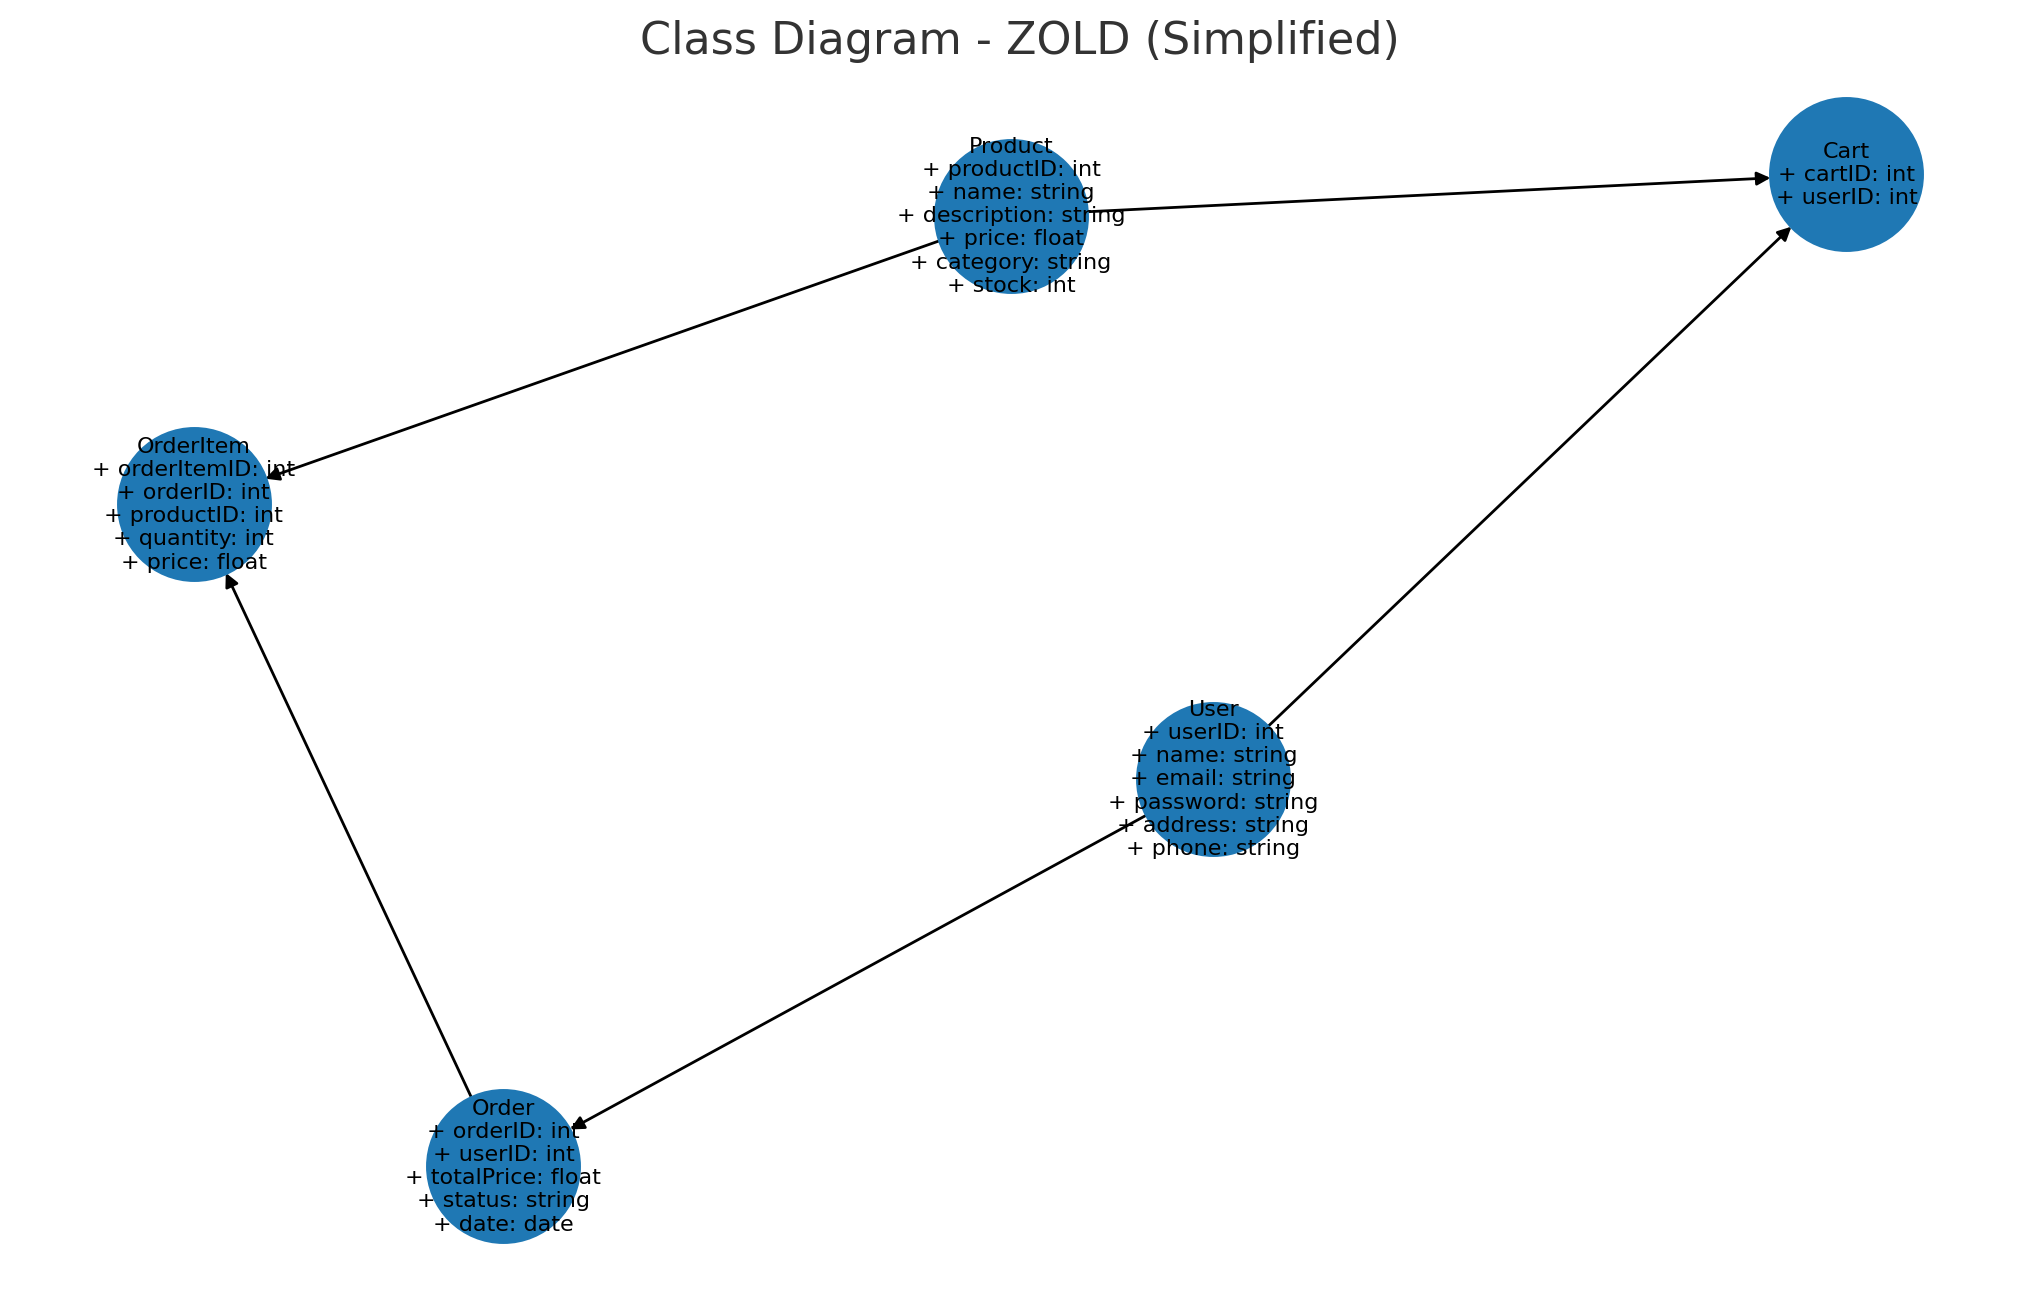 Class Diagram - ZOLD (Simplified)
Product
+ productID: int
+ name: string
+ description: string
+ price: float
+ category: string
+ stock: int
Cart
+ cartID: int
+ userID: int
OrderItem
+ orderItemID: int
+ orderID: int
+ productID: int
+ quantity: int
+ price: float
User
+ userID: int
+ name: string
+ email: string
+ password: string
+ address: string
+ phone: string
Order
+ orderID: int
+ userID: int
+ totalPrice: float
+ status: string
+ date: date